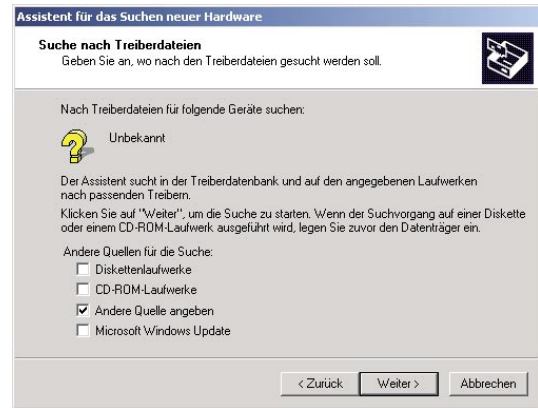 Assistent für das Suchen neuer Hardware
Suche nach Treiberdateien
Geben Sie an, wo nach den Treiberdateien gesucht werden soll.
Nach Treiberdateien für folgende Geräte suchen:
Unbekannt
Der Assistent sucht in der Treiberdatenbank und auf den angegebenen Laufwerken
nach passenden Treibern.
Klicken Sie auf "Weiter", um die Suche zu starten. Wenn der Suchvorgang auf einer Diskette
oder einem CD-ROM-Laufwerk ausgeführt wird, legen Sie zuvor den Datenträger ein.
Andere Quellen für die Suche:
Diskettenlaufwerke
CD-ROM-Laufwerke
Andere Quelle angeben
Microsoft Windows Update
< Zurück Weiter > Abbrechen